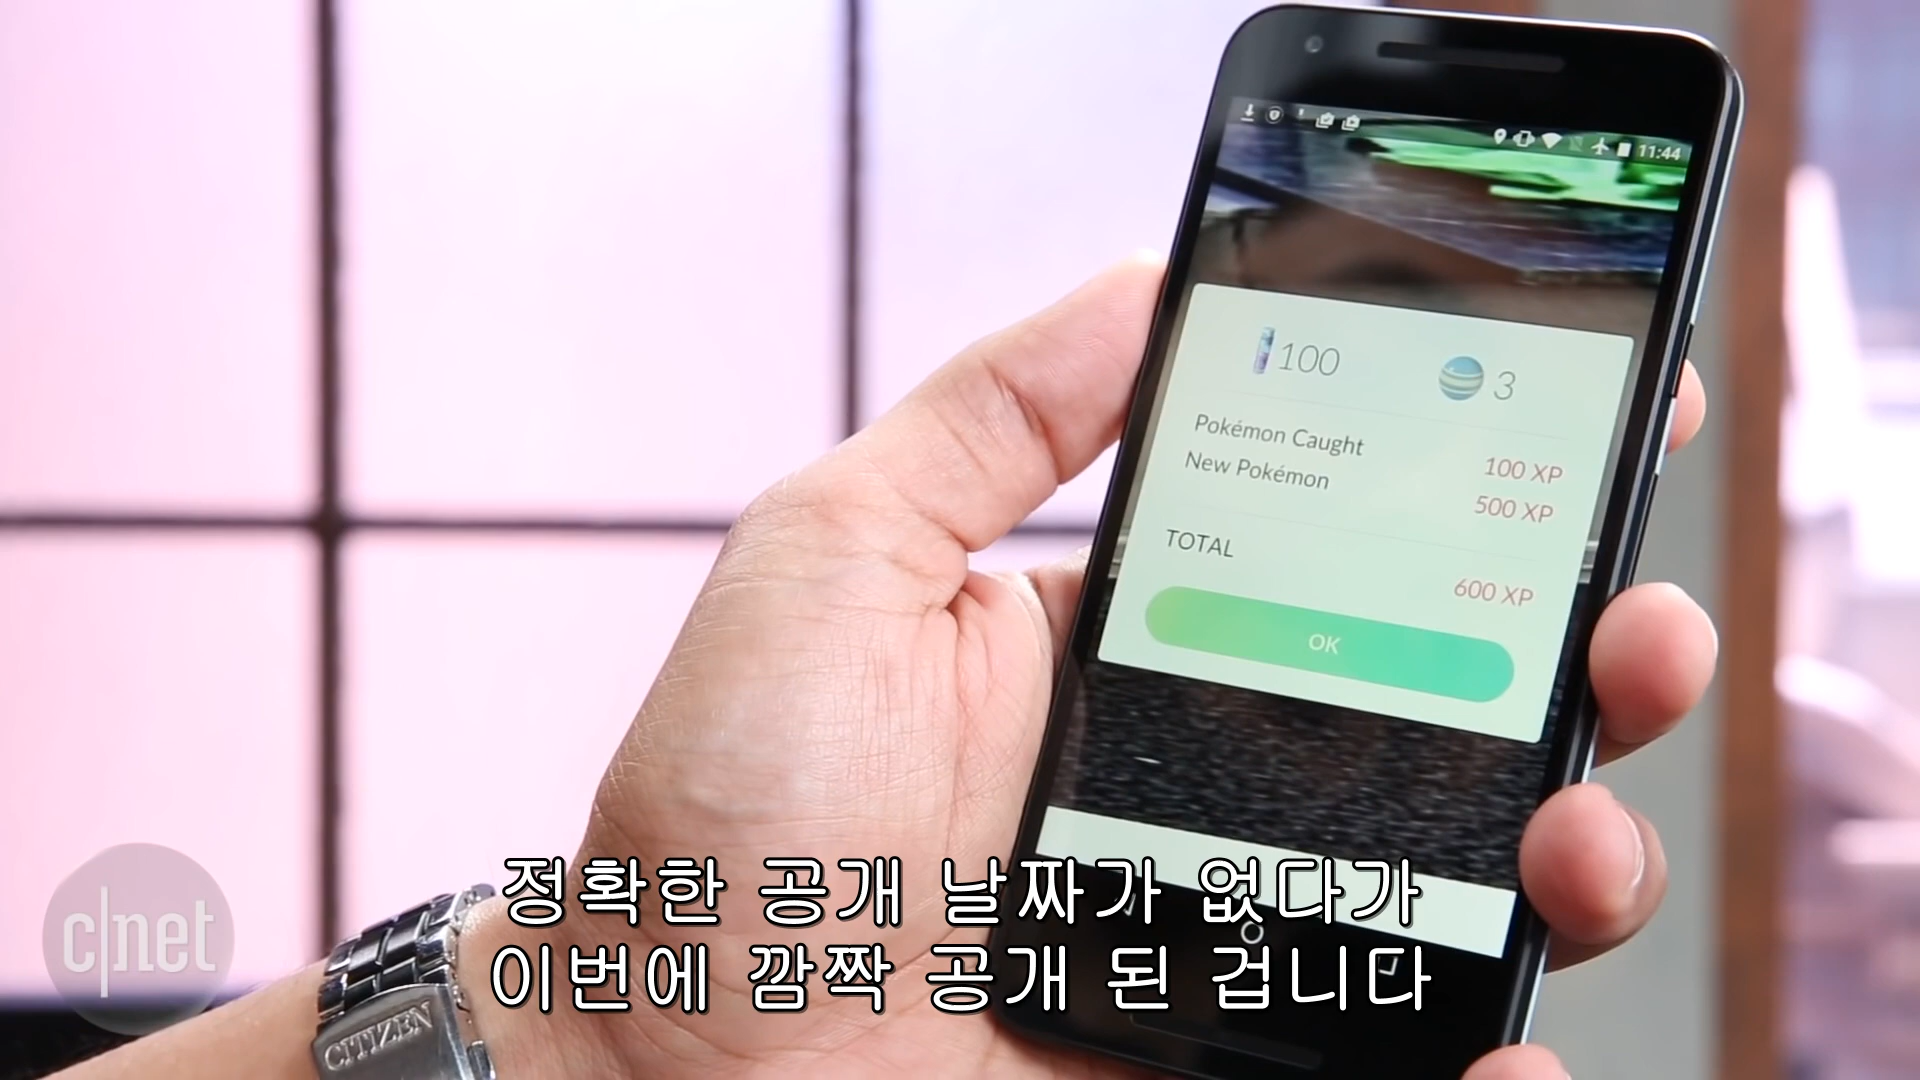 11:44
100 3
Pokémon Caught 100 XP
New Pokémon 500 XP
TOTAL 600 XP
OK
c|net
CITIZEN
정확한 공개 날짜가 없다가
이번에 깜짝 공개 된 겁니다